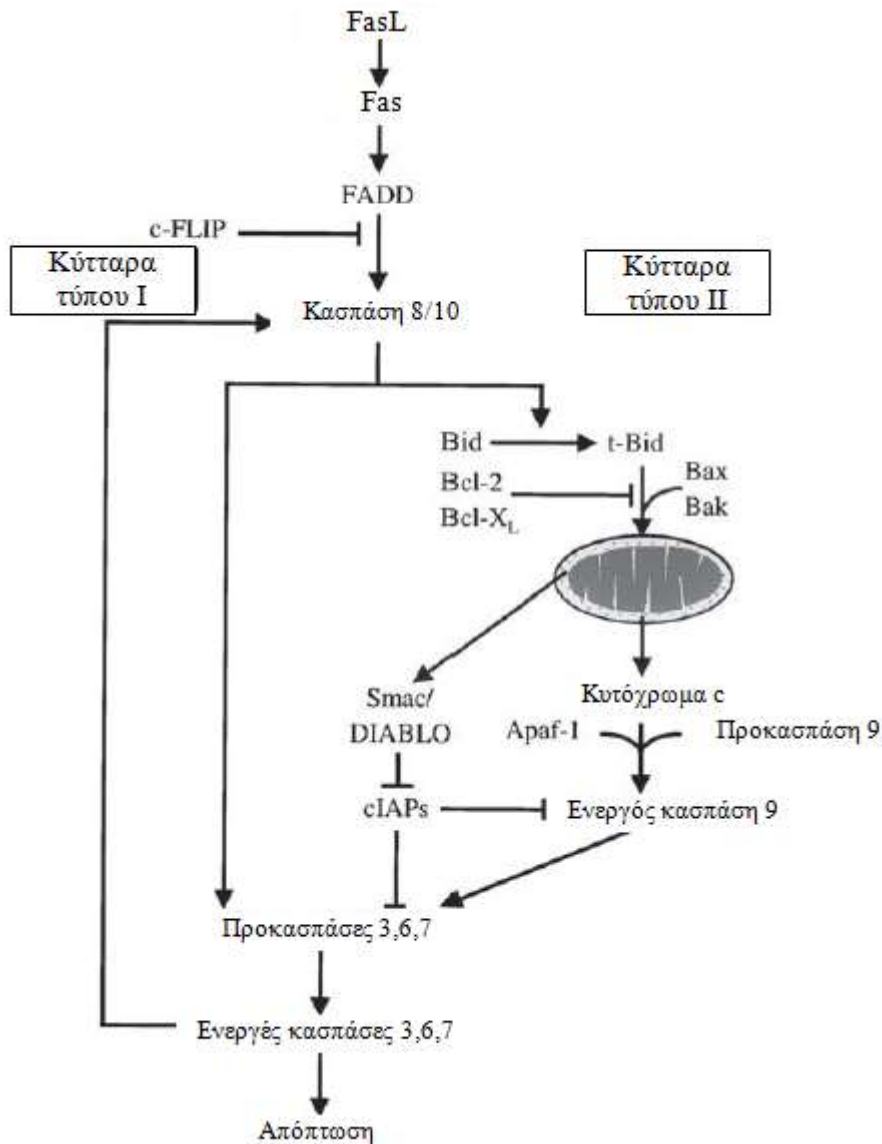 FasL
Fas
FADD
c-FLIP
Κύτταρα
τύπου Ι
Κύτταρα
τύπου ΙΙ
Κασπάση 8/10
Bid
t-Bid
Bcl-2
Bcl-XL
Bax
Bak
Smac/
DIABLO
Κυτόχρωμα c
Apaf-1
Προκασπάση 9
cIAPs
Ενεργός κασπάση 9
Προκασπάσες 3,6,7
Ενεργές κασπάσες 3,6,7
Απόπτωση